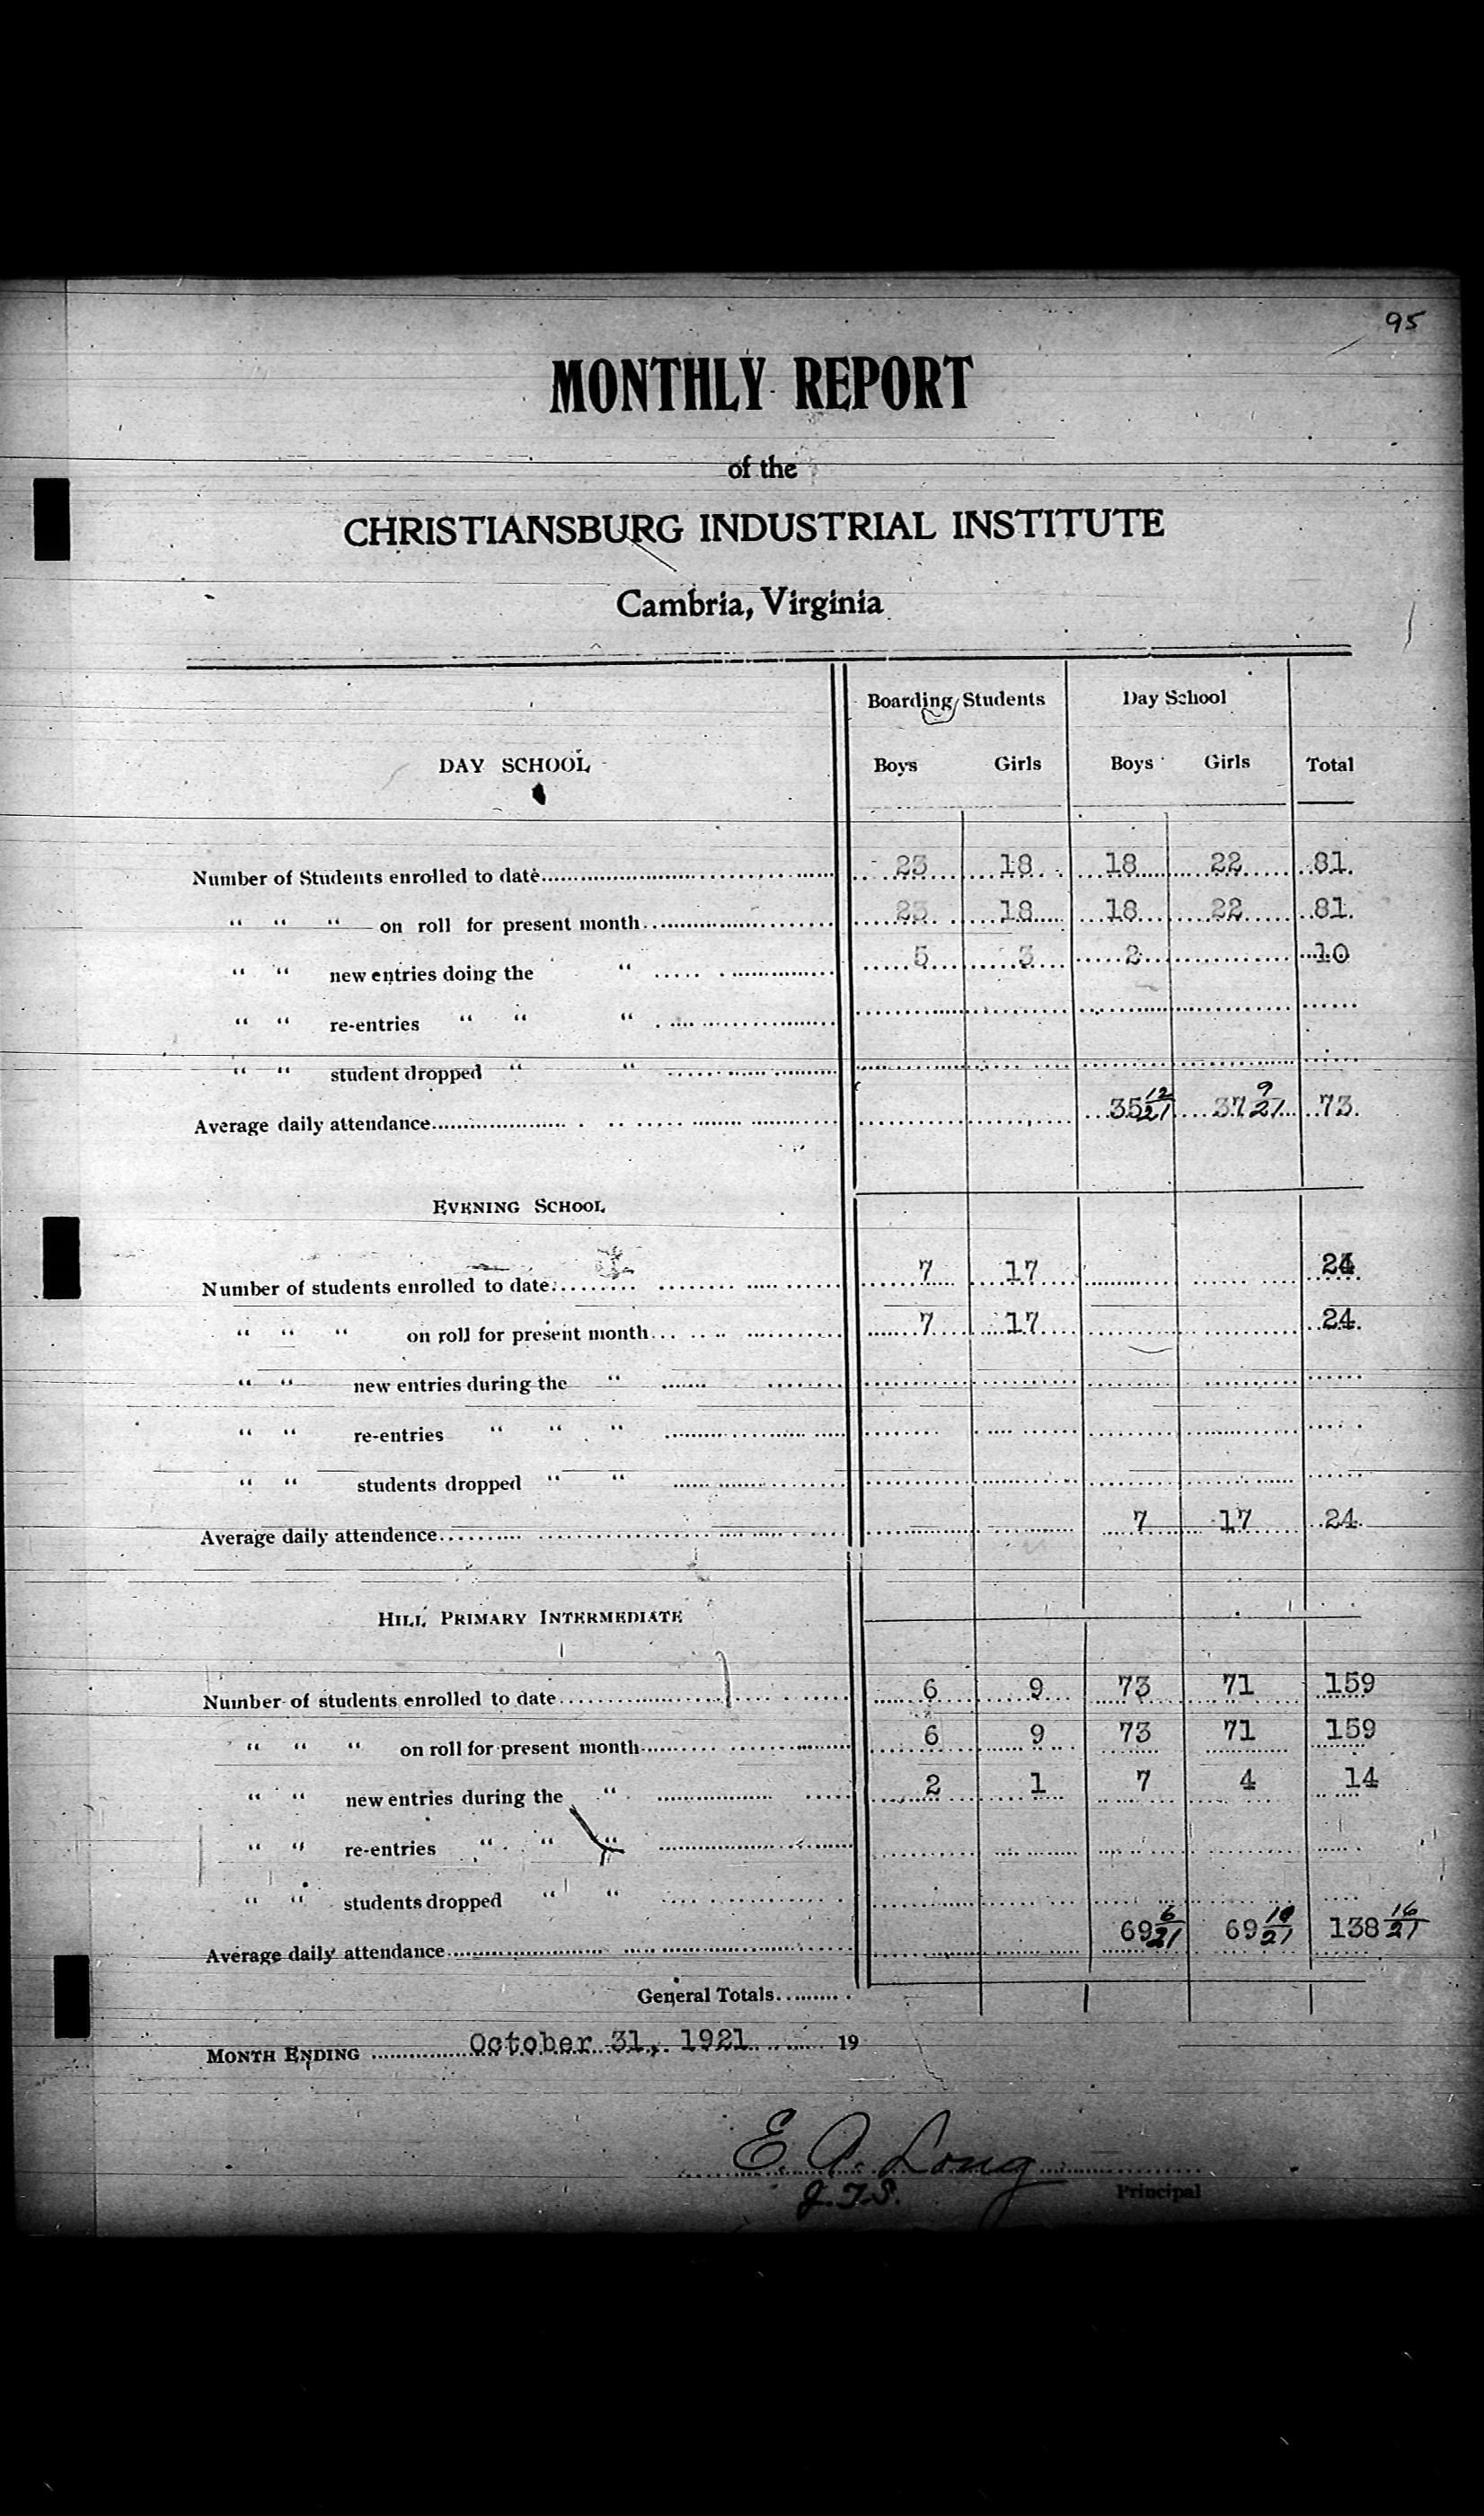 95
MONTHLY REPORT
of the
CHRISTIANSBURG INDUSTRIAL INSTITUTE
Cambria, Virginia
Boarding Students Day School
DAY SCHOOL Boys Girls Boys Girls Total
Number of Students enrolled to date 23 18 18 22 81
" " " on roll for present month 23 18 18 22 81
" " new entries doing the " 5 3 2 10
" " re-entries " " "
" " student dropped " "
Average daily attendance 35 12/21 37 9/21 73
EVENING SCHOOL
Number of students enrolled to date 7 17 24
" " " on roll for present month 7 17 24
" " new entries during the "
" " re-entries " " "
" " students dropped " "
Average daily attendence 7 17 24
HILL PRIMARY INTERMEDIATE
Number of students enrolled to date 6 9 73 71 159
" " " on roll for present month 6 9 73 71 159
" " new entries during the " 2 1 7 4 14
" " re-entries " " "
" " students dropped " "
Average daily attendance 69 6/21 69 10/21 138 16/21
General Totals
MONTH ENDING October 31, 1921 19
E. A. Long
J.T.S. Principal